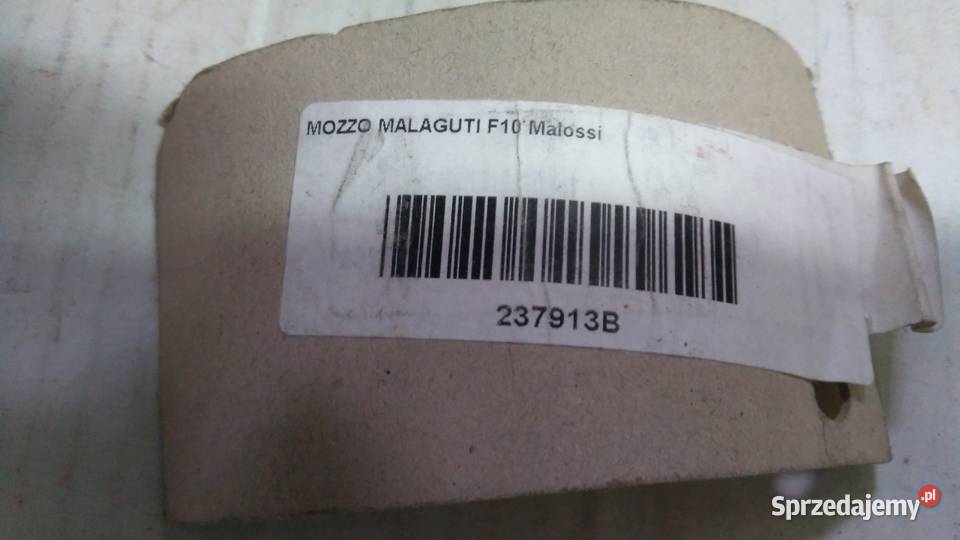 MOZZO MALAGUTI F10 Malossi
237913B
Sprzedajemy.pl